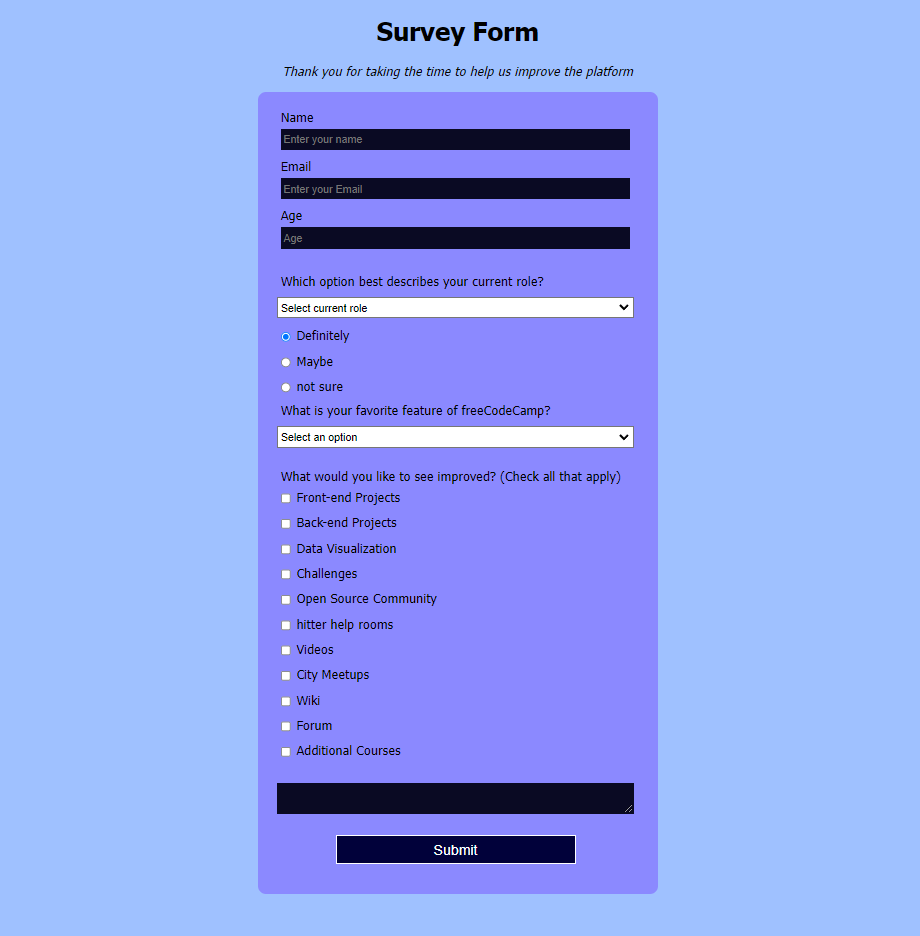 Survey Form
Thank you for taking the time to help us improve the platform
Name
Enter your name
Email
Enter your Email
Age
Age
Which option best describes your current role?
Select current role
Definitely
Maybe
not sure
What is your favorite feature of freeCodeCamp?
Select an option
What would you like to see improved? (Check all that apply)
Front-end Projects
Back-end Projects
Data Visualization
Challenges
Open Source Community
hitter help rooms
Videos
City Meetups
Wiki
Forum
Additional Courses
Submit